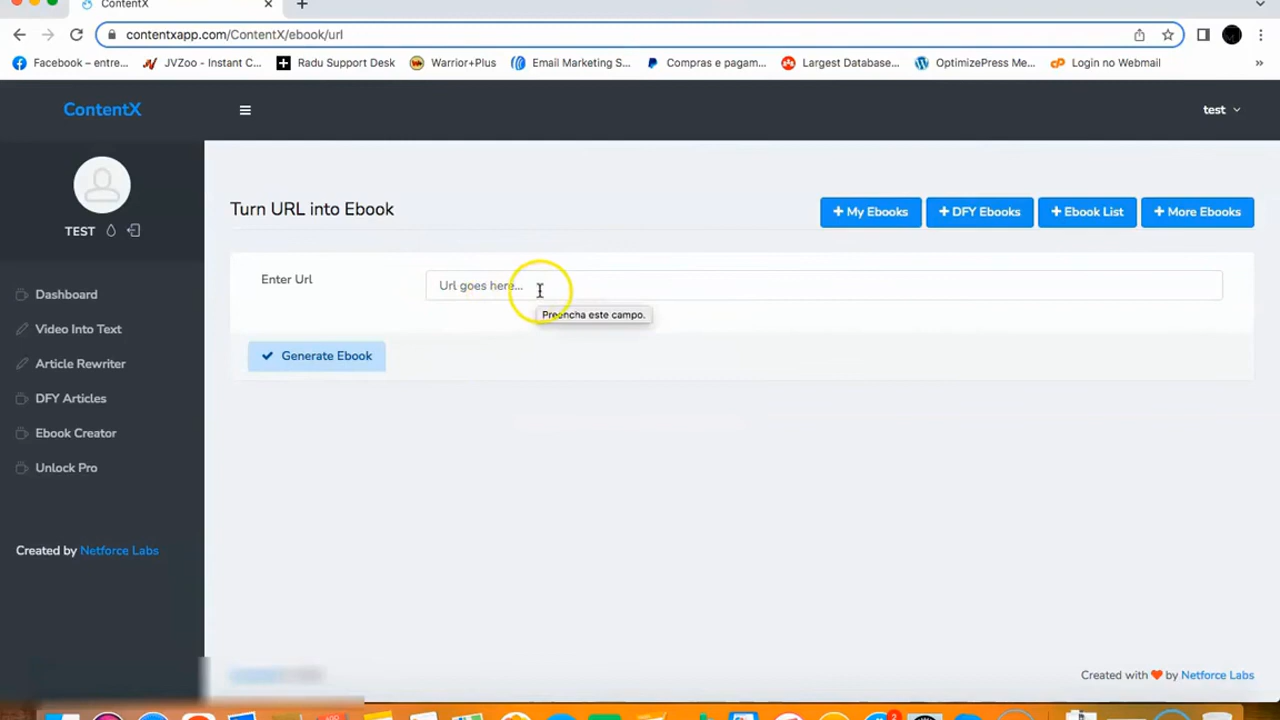 ContentX
contentxapp.com/ContentX/ebook/url
Facebook – entre... JVZoo - Instant C... Radu Support Desk Warrior+Plus Email Marketing S... Compras e pagam... Largest Database... OptimizePress Me... Login no Webmail »
ContentX
test
TEST
Dashboard
Video Into Text
Article Rewriter
DFY Articles
Ebook Creator
Unlock Pro
Created by Netforce Labs
Turn URL into Ebook
+ My Ebooks + DFY Ebooks + Ebook List + More Ebooks
Enter Url
Url goes here...
Preencha este campo.
Generate Ebook
Created with ❤ by Netforce Labs
2